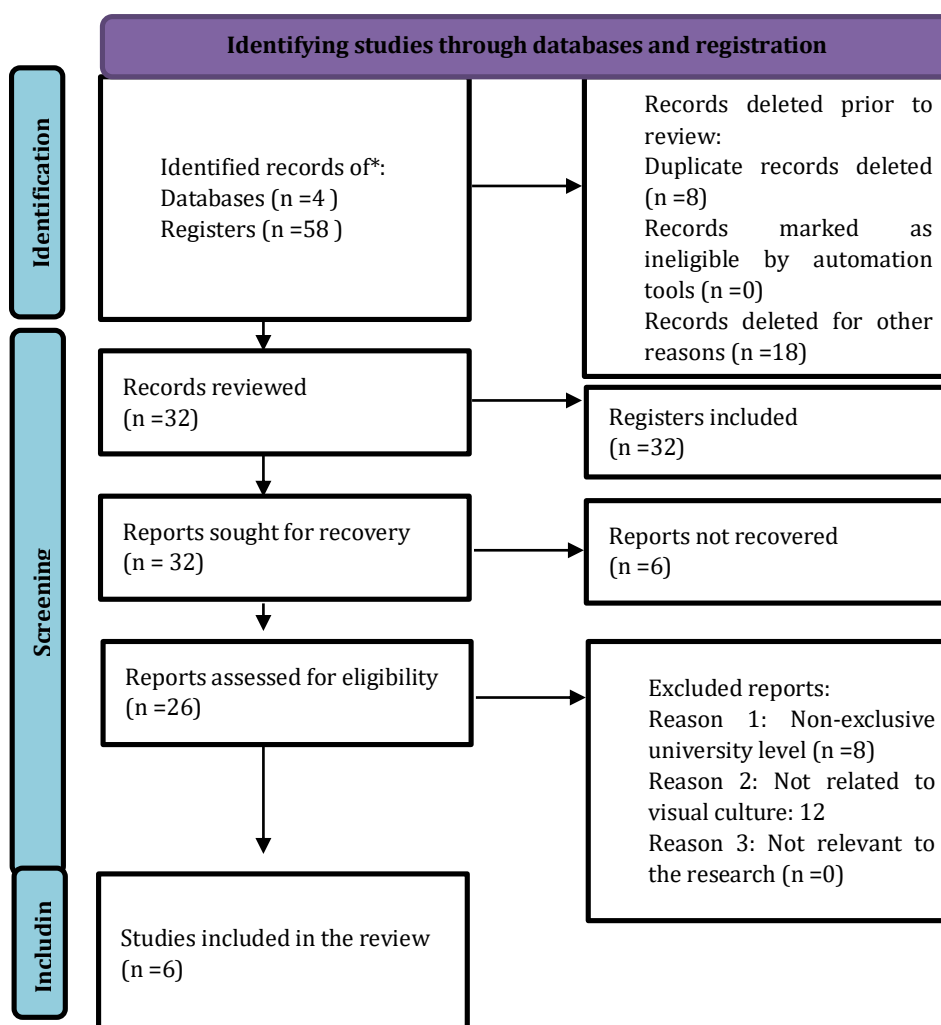 Identifying studies through databases and registration
Identification
Identified records of*:
Databases (n =4 )
Registers (n =58 )
Records deleted prior to
review:
Duplicate records deleted
(n =8)
Records marked as
ineligible by automation
tools (n =0)
Records deleted for other
reasons (n =18)
Screening
Records reviewed
(n =32)
Registers included
(n =32)
Reports sought for recovery
(n = 32)
Reports not recovered
(n =6)
Reports assessed for eligibility
(n =26)
Excluded reports:
Reason 1: Non-exclusive
university level (n =8)
Reason 2: Not related to
visual culture: 12
Reason 3: Not relevant to
the research (n =0)
Includin
Studies included in the review
(n =6)